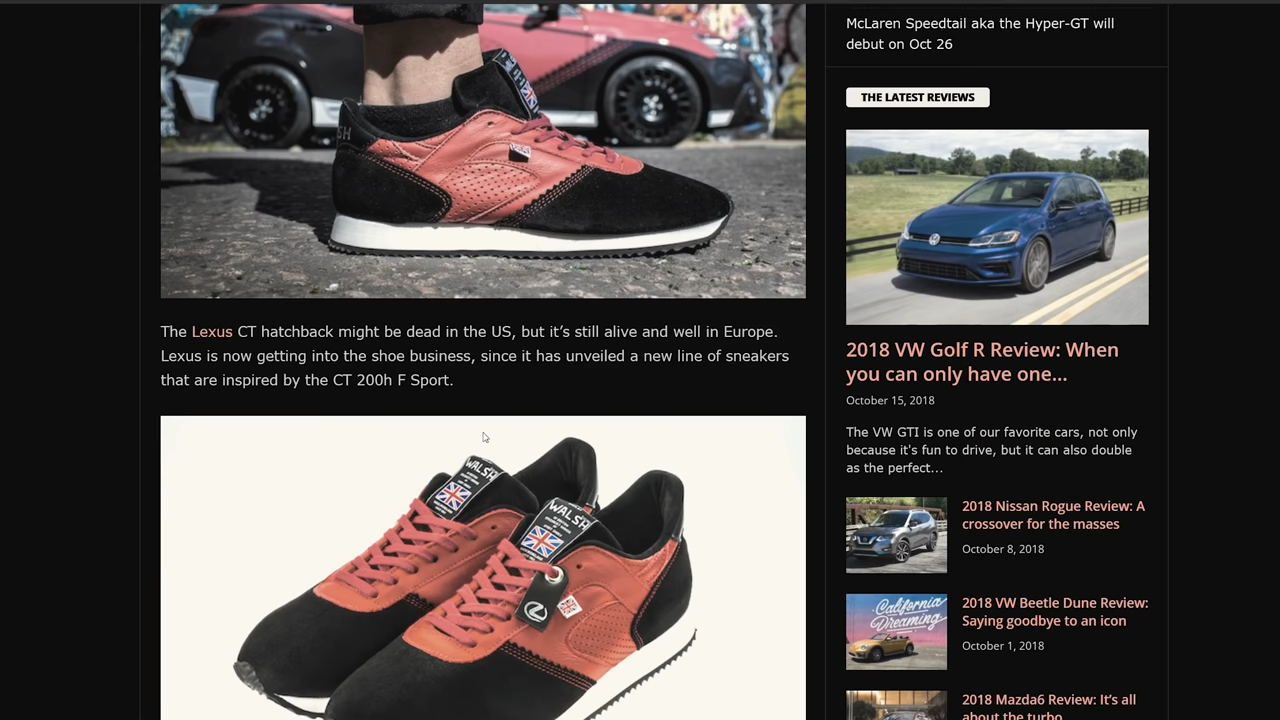 McLaren Speedtail aka the Hyper-GT will
debut on Oct 26
THE LATEST REVIEWS
SH
The Lexus CT hatchback might be dead in the US, but it’s still alive and well in Europe.
Lexus is now getting into the shoe business, since it has unveiled a new line of sneakers
that are inspired by the CT 200h F Sport.
WALSH
WALSH
2018 VW Golf R Review: When
you can only have one...
October 15, 2018
The VW GTI is one of our favorite cars, not only
because it's fun to drive, but it can also double
as the perfect...
2018 Nissan Rogue Review: A
crossover for the masses
October 8, 2018
California
Dreaming
2018 VW Beetle Dune Review:
Saying goodbye to an icon
October 1, 2018
2018 Mazda6 Review: It’s all
about the turbo